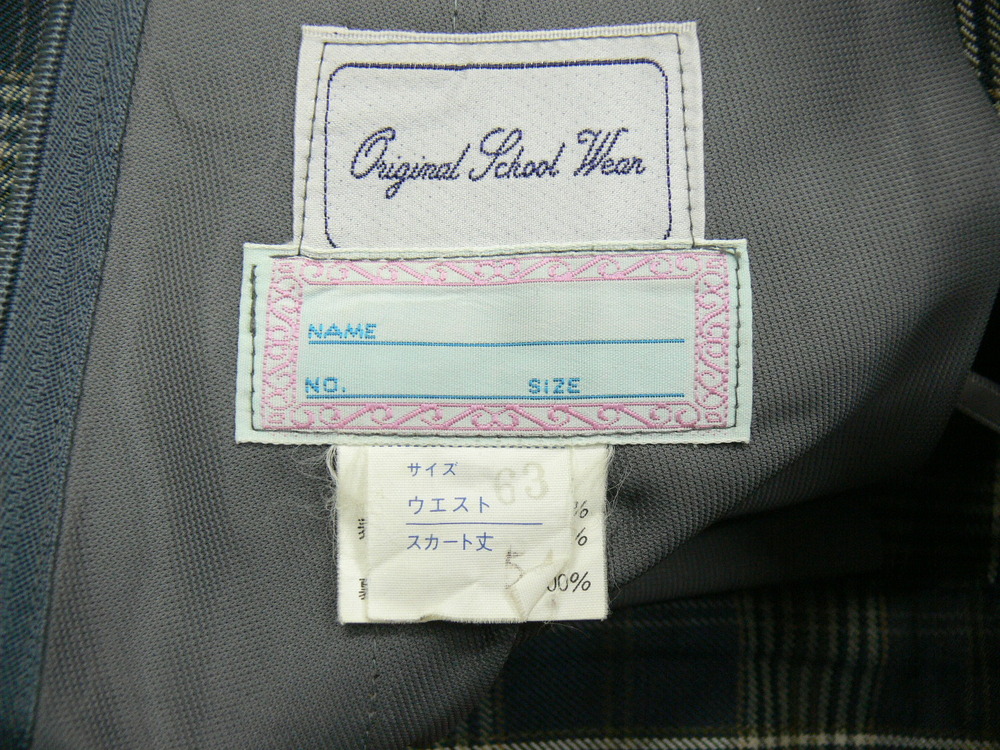 Original School Wear
NAME
NO. SIZE
サイズ
ウエスト 63
%
スカート丈 %
00%